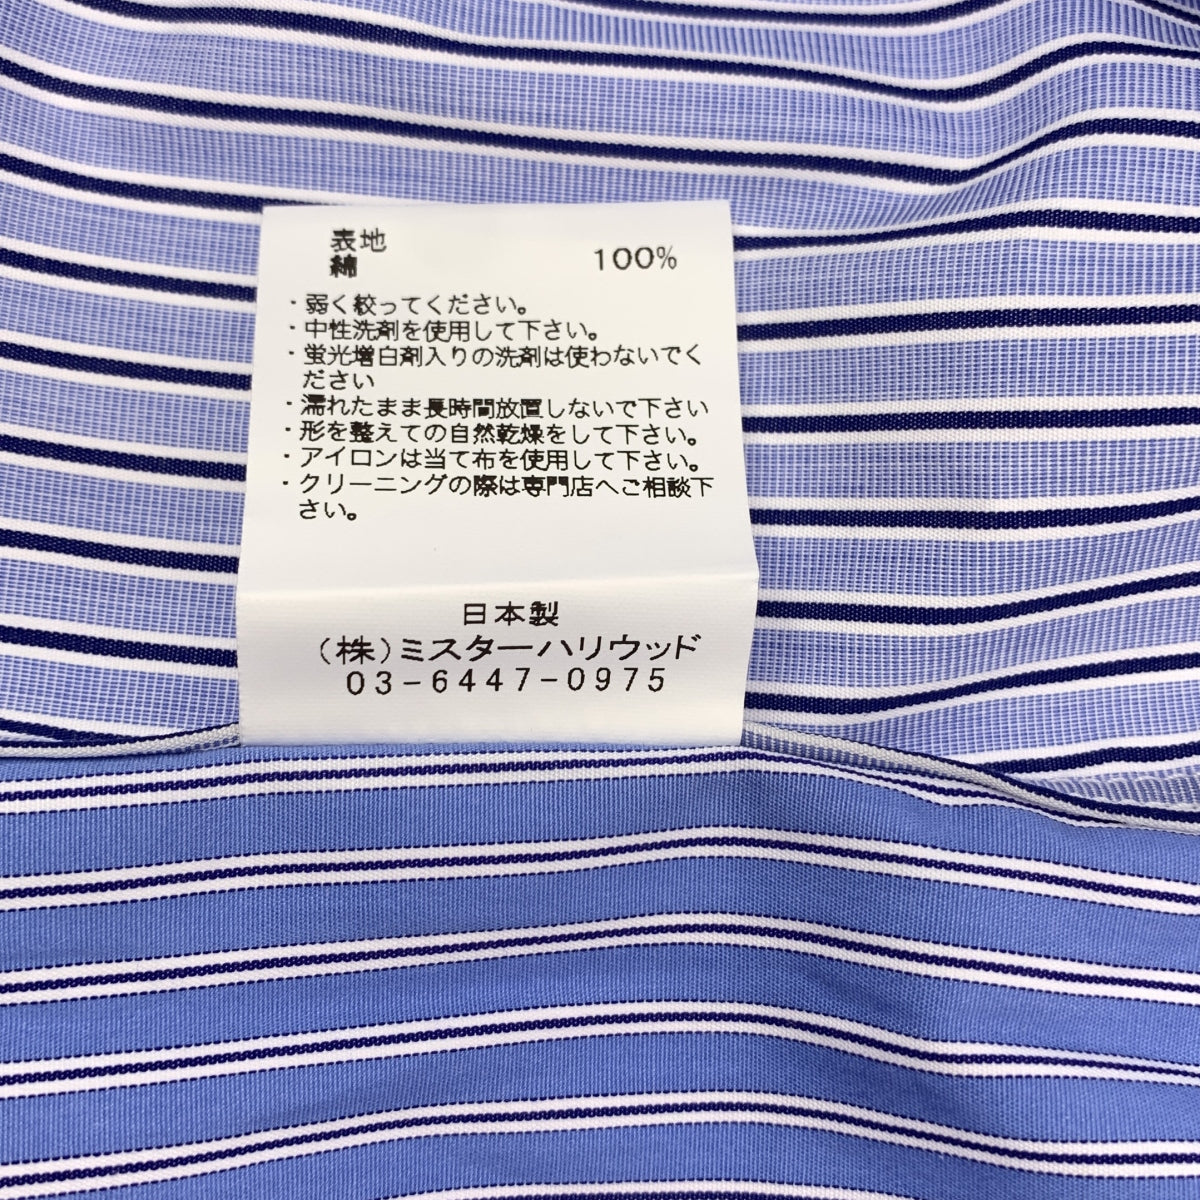 表地
綿 100%
・弱く絞ってください。
・中性洗剤を使用して下さい。
・蛍光増白剤入りの洗剤は使わないでく
ださい
・濡れたまま長時間放置しないで下さい
・形を整えての自然乾燥をして下さい。
・アイロンは当て布を使用して下さい。
・クリーニングの際は専門店へご相談下
さい。
日本製
(株)ミスターハリウッド
03-6447-0975